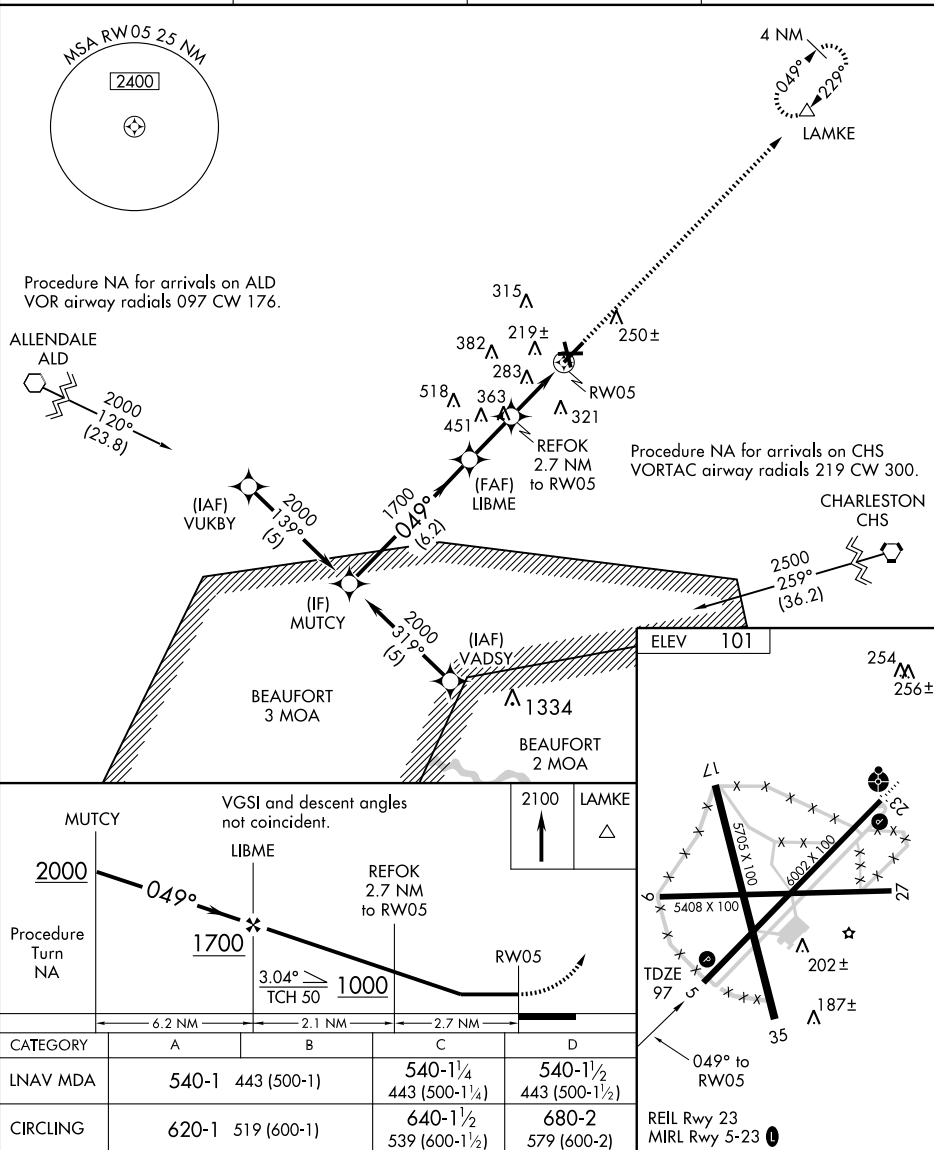 MSA RW05 25 NM
2400
4 NM
049°
229°
LAMKE
Procedure NA for arrivals on ALD
VOR airway radials 097 CW 176.
ALLENDALE
ALD
2000
120°
(23.8)
315
219±
250±
382
283
RW05
518
363
451
321
REFOK
2.7 NM
to RW05
(FAF)
LIBME
Procedure NA for arrivals on CHS
VORTAC airway radials 219 CW 300.
CHARLESTON
CHS
2500
259°
(36.2)
(IAF)
VUKBY
2000
139°
(5)
1700
049°
(6.2)
(IF)
MUTCY
2000
319°
(5)
(IAF)
VADSY
1334
BEAUFORT
3 MOA
BEAUFORT
2 MOA
ELEV 101
254
256±
17
23
5705 X 100
6002 X 100
9
5408 X 100
27
P
P
202±
TDZE
97
5
187±
35
049° to
RW05
REIL Rwy 23
MIRL Rwy 5-23 L
MUTCY
VGSI and descent angles
not coincident.
2100
LAMKE
LIBME
2000
049°
REFOK
2.7 NM
to RW05
Procedure
Turn
NA
1700
3.04°
TCH 50
1000
RW05
6.2 NM
2.1 NM
2.7 NM
CATEGORY A B C D
LNAV MDA 540-1 443 (500-1) 540-1¼ 443 (500-1¼) 540-1½ 443 (500-1½)
CIRCLING 620-1 519 (600-1) 640-1½ 539 (600-1½) 680-2 579 (600-2)